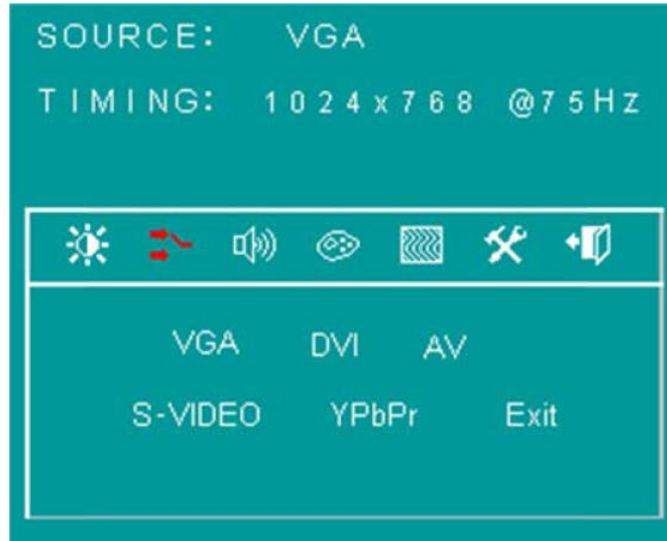 SOURCE: VGA
TIMING: 1024x768 @75Hz
VGA DVI AV
S-VIDEO YPbPr Exit